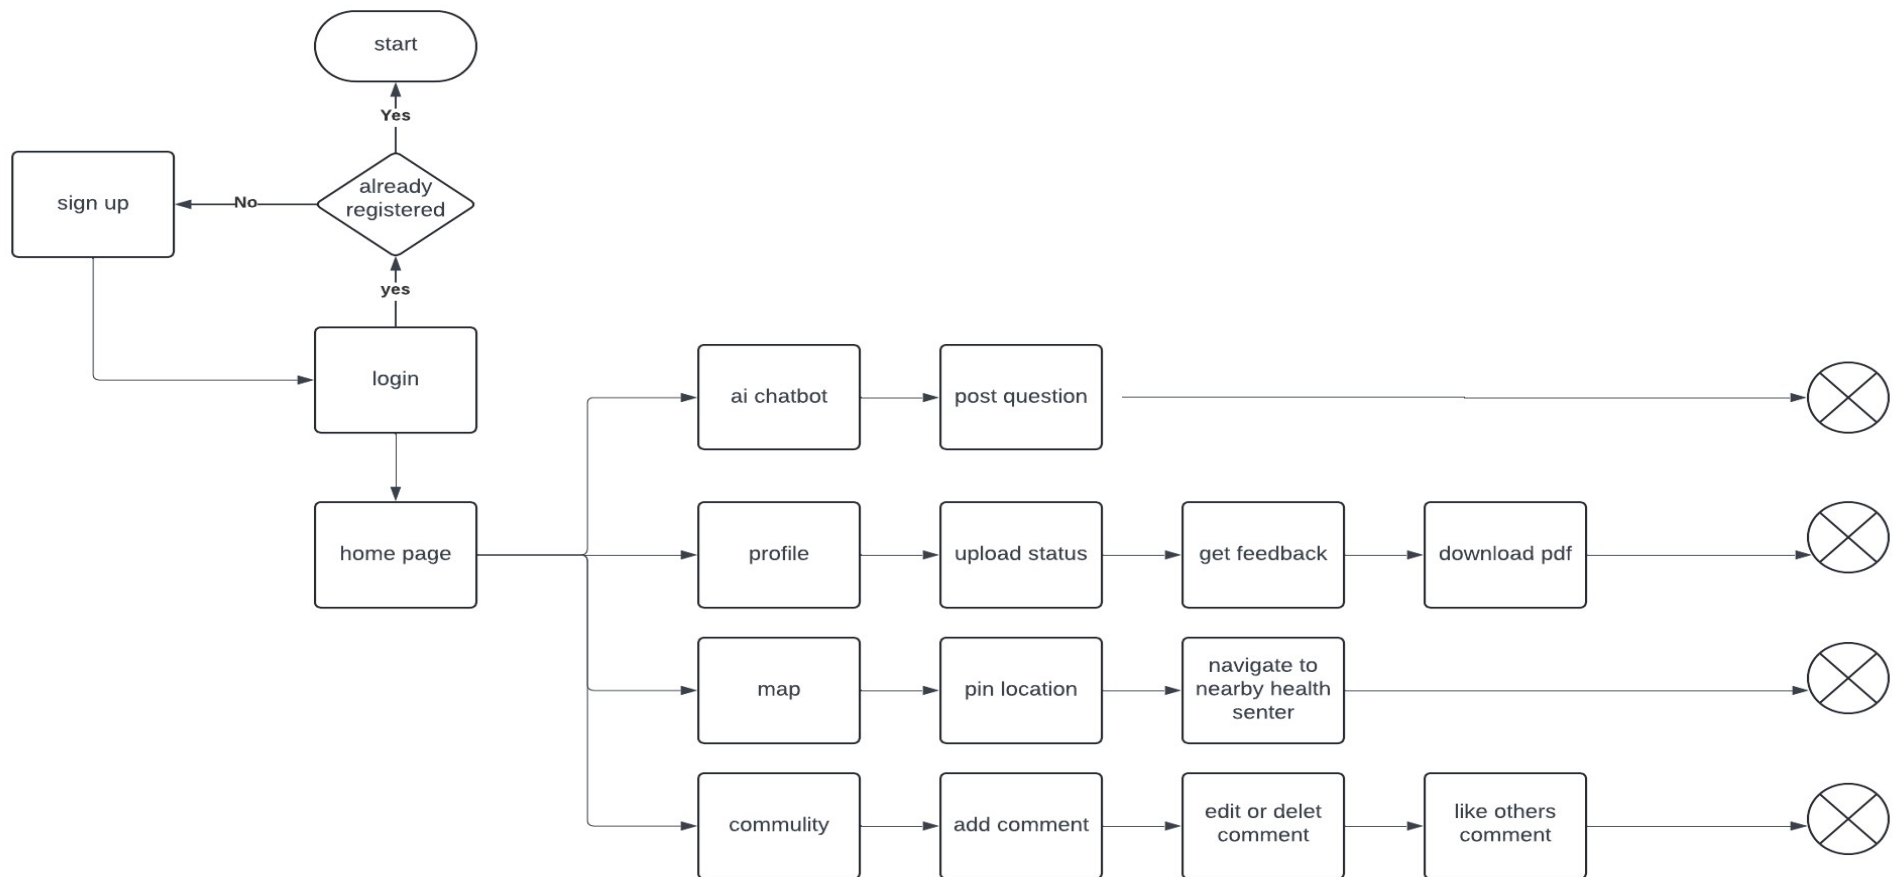 start
Yes
already
registered
No
sign up
yes
login
home page
ai chatbot
post question
profile
upload status
get feedback
download pdf
map
pin location
navigate to
nearby health
senter
commulity
add comment
edit or delet
comment
like others
comment